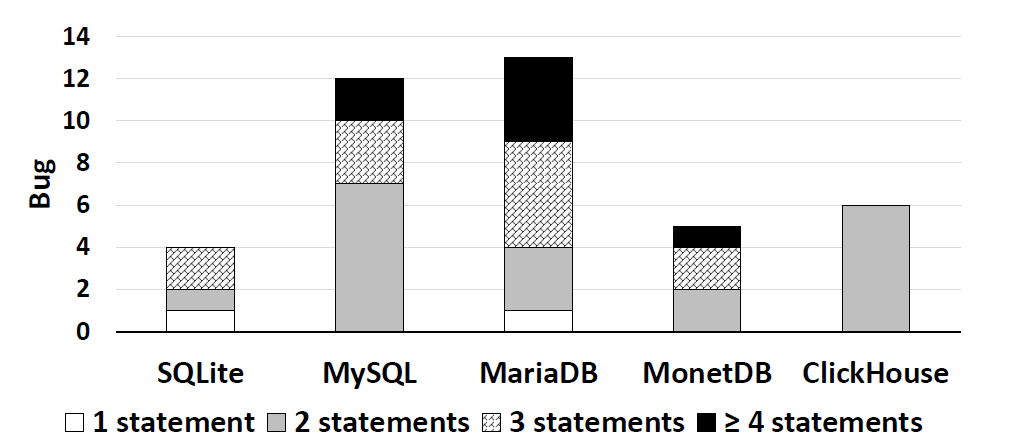 14
12
10
8
6
4
2
0
Bug
SQLite MySQL MariaDB MonetDB ClickHouse
1 statement 2 statements 3 statements ≥ 4 statements